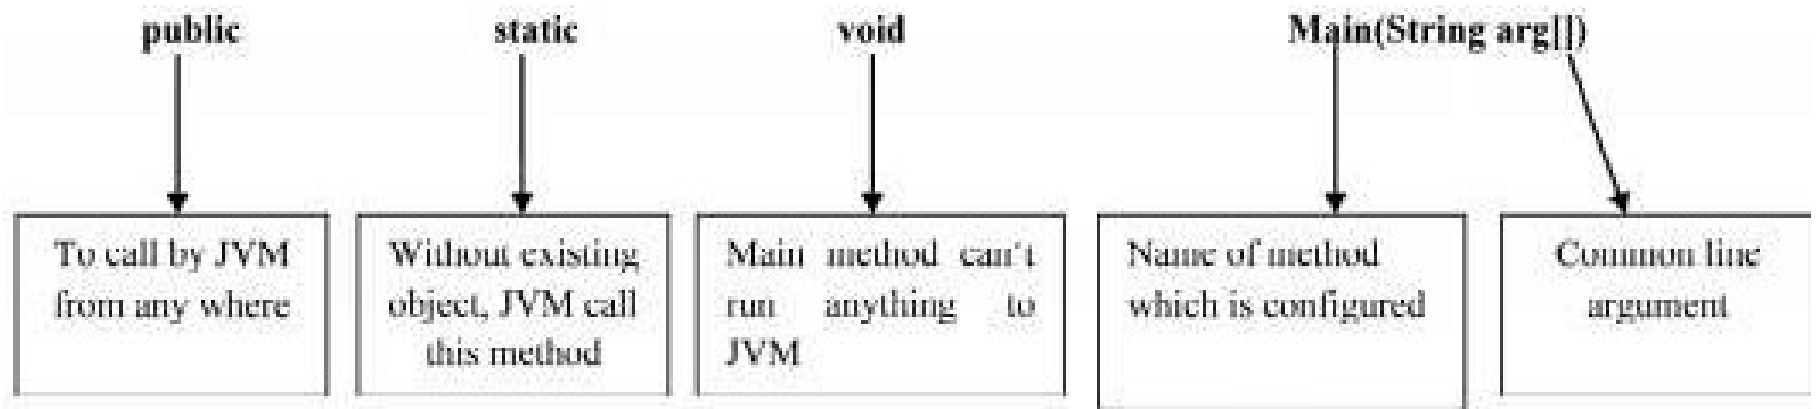 public
static
void
Main(String arg[])
To call by JVM
from any where
Without existing
object, JVM call
this method
Main method can't
run anything to
JVM
Name of method
which is configured
Common line
argument